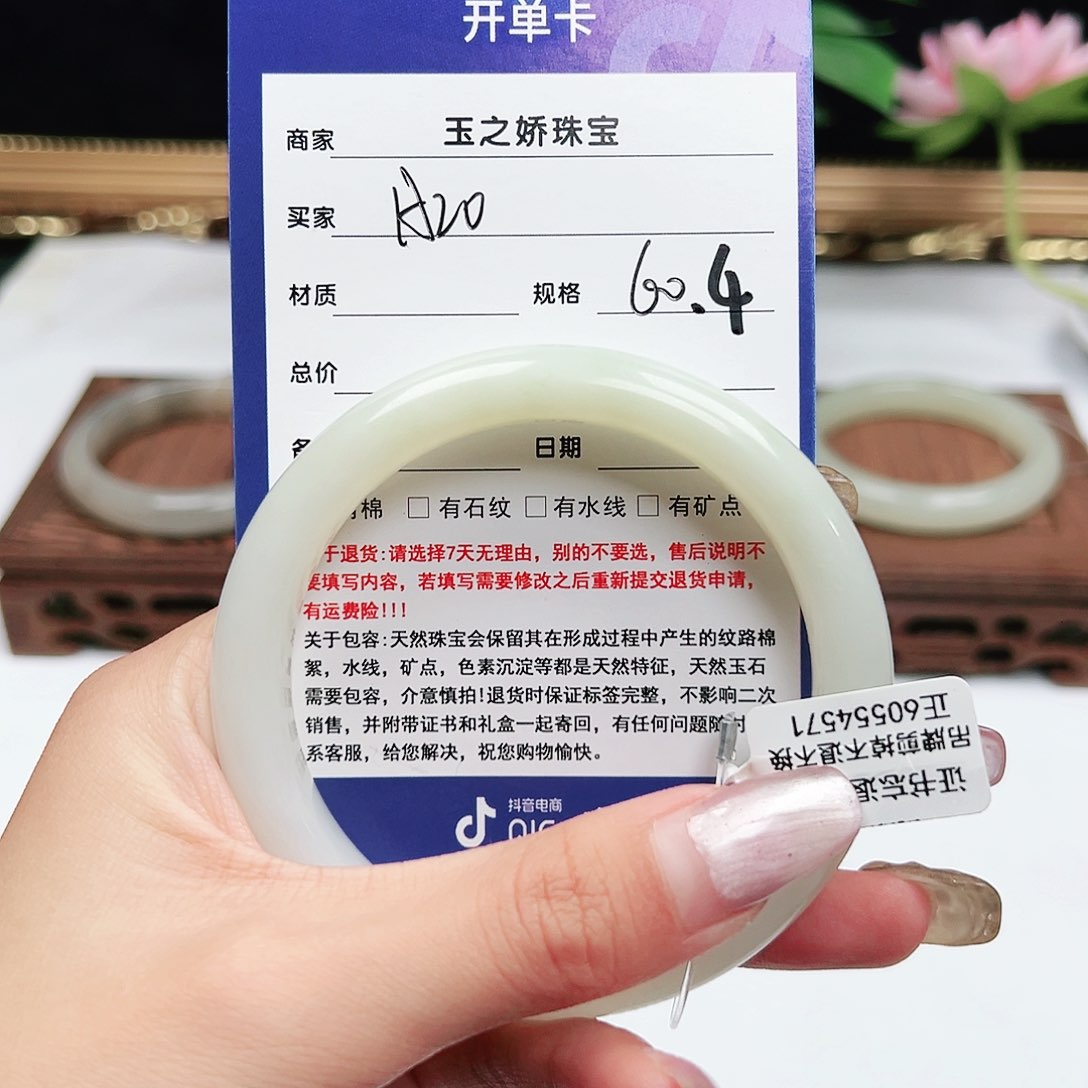 开单卡
商家 玉之娇珠宝
买家 A20
材质 规格 60.4
总价
日期
棉 □ 有石纹 □ 有水线 □ 有矿点
于退货:请选择7天无理由，别的不要选，售后说明不
要填写内容，若填写需要修改之后重新提交退货申请，
有运费险!!!
关于包容:天然珠宝会保留其在形成过程中产生的纹路棉
絮，水线，矿点，色素沉淀等都是天然特征，天然玉石
需要包容，介意慎拍!退货时保证标签完整，不影响二次
销售，并附带证书和礼盒一起寄回，有任何问题
系客服，给您解决，祝您购物愉快。
抖音电商
证书忘退
吊牌剪掉不退不换
正60554571